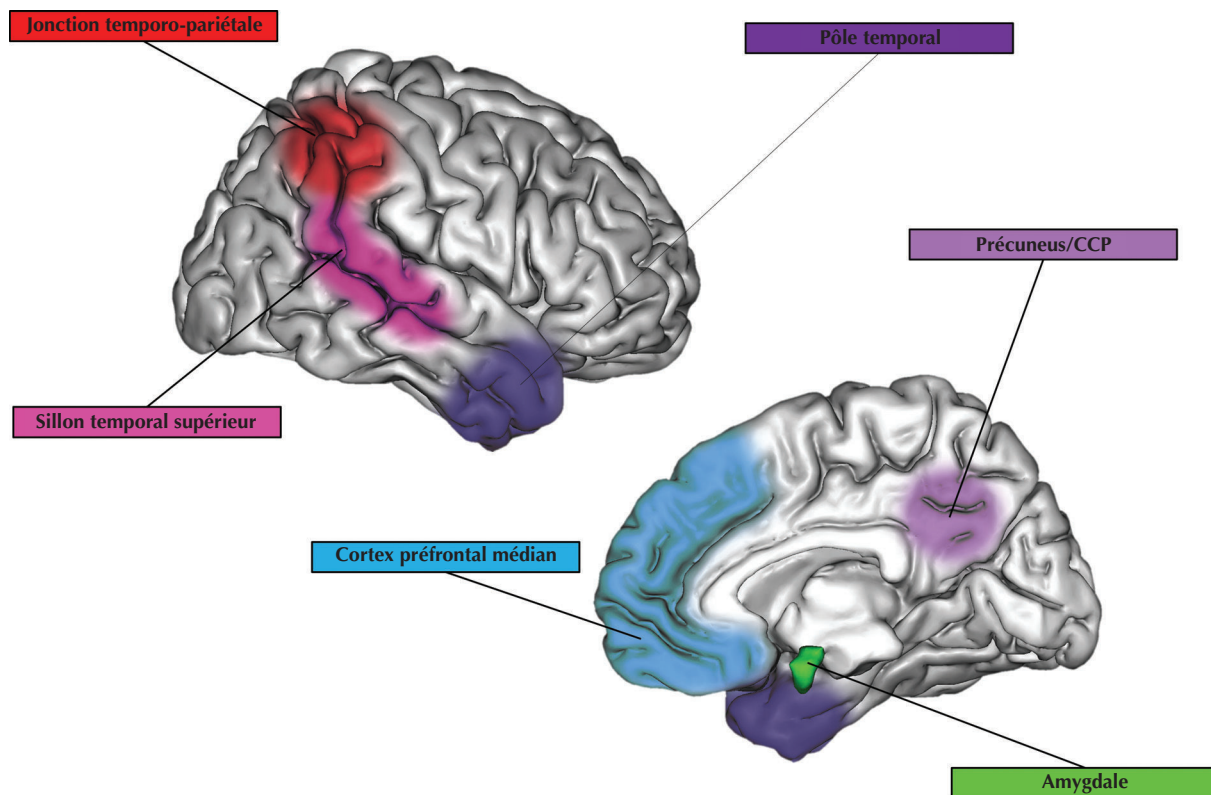 Jonction temporo-pariétale
Pôle temporal
Précuneus/CCP
Sillon temporal supérieur
Cortex préfrontal médian
Amygdale